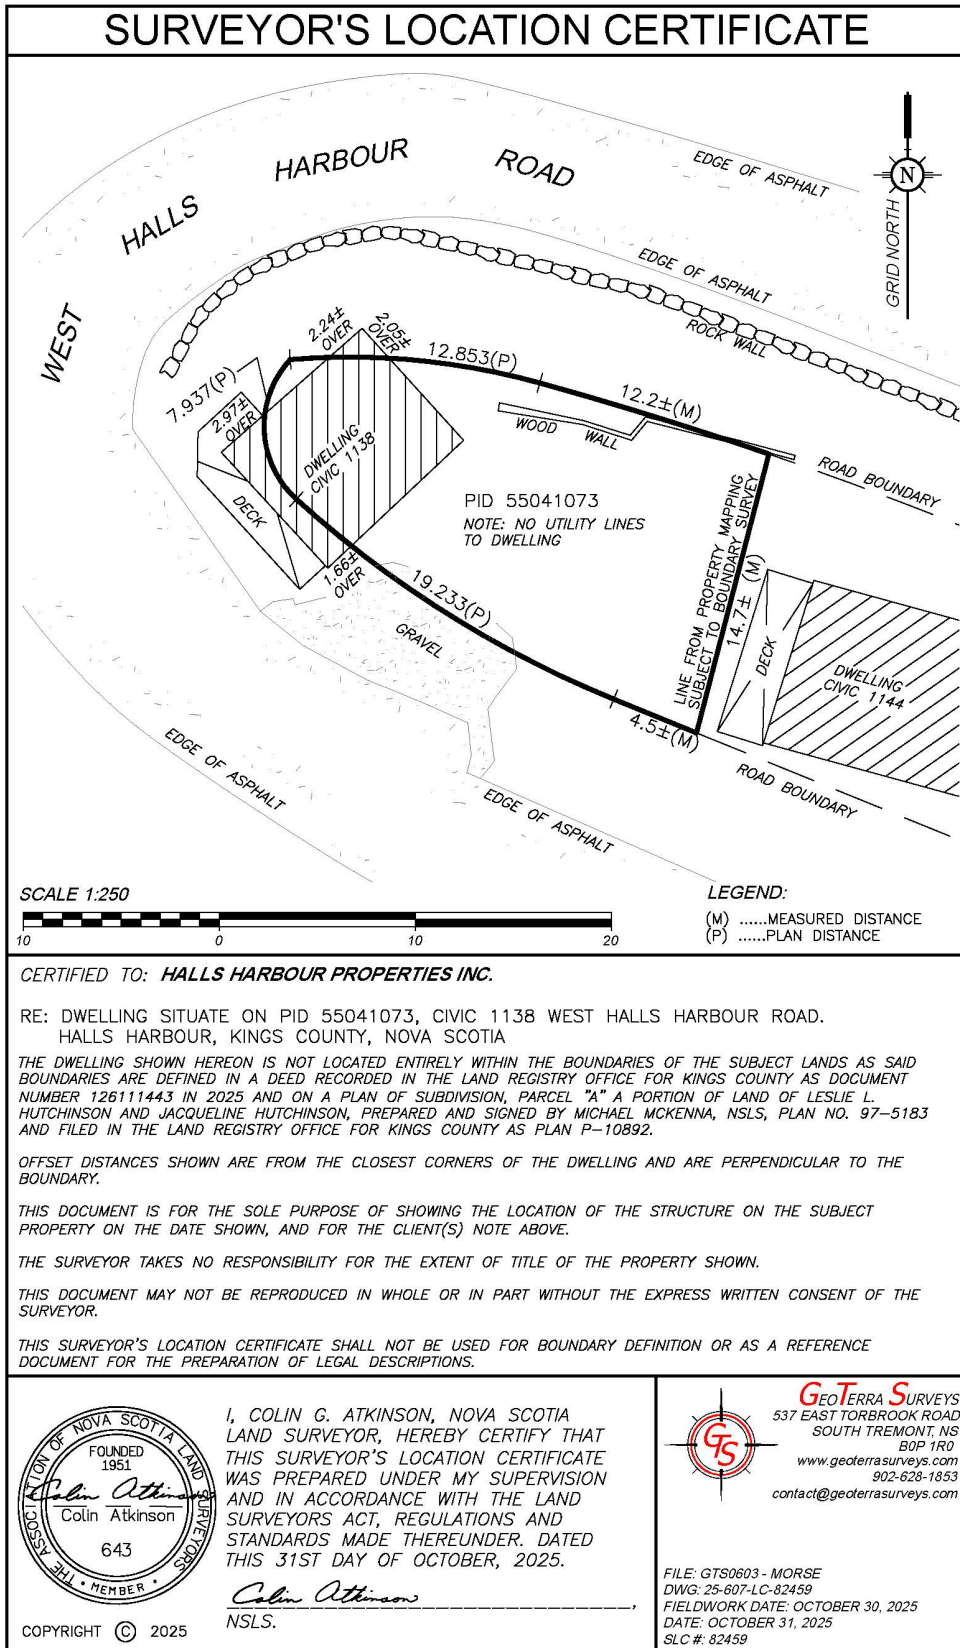 SURVEYOR'S LOCATION CERTIFICATE
WEST HALLS HARBOUR ROAD
EDGE OF ASPHALT
N
GRID NORTH
EDGE OF ASPHALT
ROCK WALL
2.24±
OVER
2.05±
OVER
12.853(P)
12.2±(M)
7.937(P)
2.97±
OVER
WOOD WALL
DWELLING
CIVIC 1138
ROAD BOUNDARY
DECK
PID 55041073
NOTE: NO UTILITY LINES
TO DWELLING
LINE FROM PROPERTY MAPPING
SUBJECT TO BOUNDARY SURVEY
14.7± (M)
1.66±
OVER
19.233(P)
GRAVEL
DECK
DWELLING
CIVIC 1144
4.5±(M)
ROAD BOUNDARY
EDGE OF ASPHALT
EDGE OF ASPHALT
SCALE 1:250
10 0 10 20
LEGEND:
(M) ......MEASURED DISTANCE
(P) ......PLAN DISTANCE
CERTIFIED TO: HALLS HARBOUR PROPERTIES INC.
RE: DWELLING SITUATE ON PID 55041073, CIVIC 1138 WEST HALLS HARBOUR ROAD.
HALLS HARBOUR, KINGS COUNTY, NOVA SCOTIA
THE DWELLING SHOWN HEREON IS NOT LOCATED ENTIRELY WITHIN THE BOUNDARIES OF THE SUBJECT LANDS AS SAID
BOUNDARIES ARE DEFINED IN A DEED RECORDED IN THE LAND REGISTRY OFFICE FOR KINGS COUNTY AS DOCUMENT
NUMBER 126111443 IN 2025 AND ON A PLAN OF SUBDIVISION, PARCEL "A" A PORTION OF LAND OF LESLIE L.
HUTCHINSON AND JACQUELINE HUTCHINSON, PREPARED AND SIGNED BY MICHAEL MCKENNA, NSLS, PLAN NO. 97-5183
AND FILED IN THE LAND REGISTRY OFFICE FOR KINGS COUNTY AS PLAN P-10892.
OFFSET DISTANCES SHOWN ARE FROM THE CLOSEST CORNERS OF THE DWELLING AND ARE PERPENDICULAR TO THE
BOUNDARY.
THIS DOCUMENT IS FOR THE SOLE PURPOSE OF SHOWING THE LOCATION OF THE STRUCTURE ON THE SUBJECT
PROPERTY ON THE DATE SHOWN, AND FOR THE CLIENT(S) NOTE ABOVE.
THE SURVEYOR TAKES NO RESPONSIBILITY FOR THE EXTENT OF TITLE OF THE PROPERTY SHOWN.
THIS DOCUMENT MAY NOT BE REPRODUCED IN WHOLE OR IN PART WITHOUT THE EXPRESS WRITTEN CONSENT OF THE
SURVEYOR.
THIS SURVEYOR'S LOCATION CERTIFICATE SHALL NOT BE USED FOR BOUNDARY DEFINITION OR AS A REFERENCE
DOCUMENT FOR THE PREPARATION OF LEGAL DESCRIPTIONS.
THE ASSOCIATION OF NOVA SCOTIA LAND SURVEYORS
FOUNDED
1951
Colin Atkinson
Colin Atkinson
643
• MEMBER •
COPYRIGHT © 2025
I, COLIN G. ATKINSON, NOVA SCOTIA
LAND SURVEYOR, HEREBY CERTIFY THAT
THIS SURVEYOR'S LOCATION CERTIFICATE
WAS PREPARED UNDER MY SUPERVISION
AND IN ACCORDANCE WITH THE LAND
SURVEYORS ACT, REGULATIONS AND
STANDARDS MADE THEREUNDER. DATED
THIS 31ST DAY OF OCTOBER, 2025.
Colin Atkinson,
NSLS.
GTS
GEOTERRA SURVEYS
537 EAST TORBROOK ROAD
SOUTH TREMONT, NS
B0P 1R0
www.geoterrasurveys.com
902-628-1853
contact@geoterrasurveys.com
FILE: GTS0603 - MORSE
DWG: 25-607-LC-82459
FIELDWORK DATE: OCTOBER 30, 2025
DATE: OCTOBER 31, 2025
SLC #: 82459